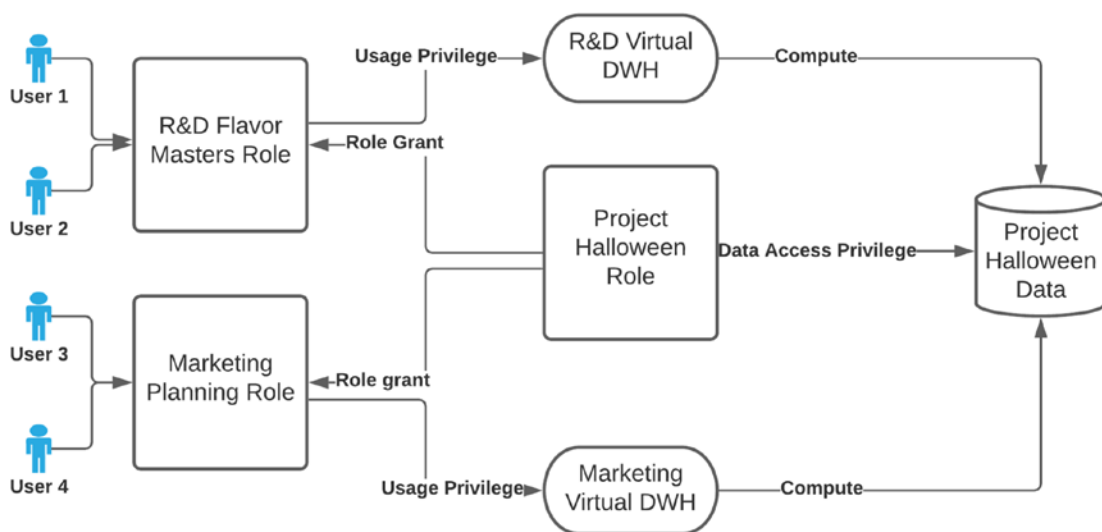 User 1
User 2
User 3
User 4
R&D Flavor
Masters Role
Marketing
Planning Role
Usage Privilege
Role Grant
Role grant
Usage Privilege
R&D Virtual
DWH
Project
Halloween
Role
Marketing
Virtual DWH
Compute
Data Access Privilege
Compute
Project
Halloween
Data